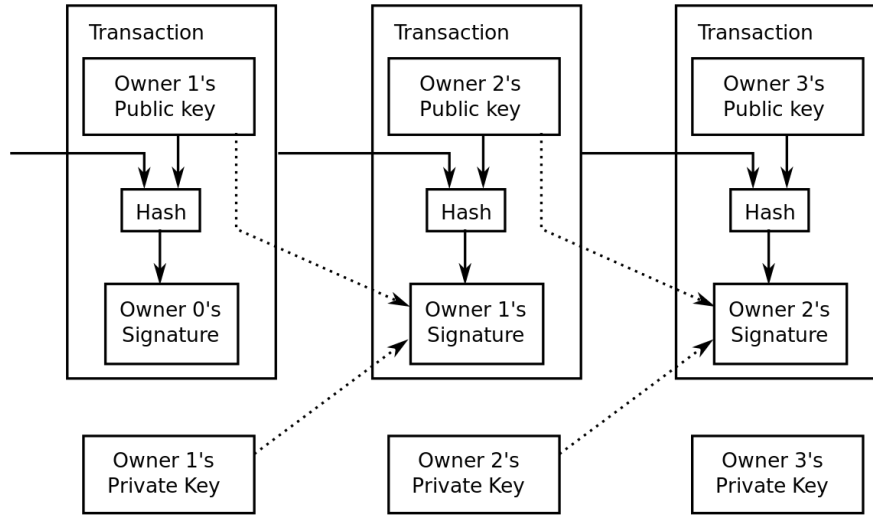 Transaction
Owner 1's
Public key
Hash
Owner 0's
Signature
Transaction
Owner 2's
Public key
Hash
Owner 1's
Signature
Transaction
Owner 3's
Public key
Hash
Owner 2's
Signature
Owner 1's
Private Key
Owner 2's
Private Key
Owner 3's
Private Key